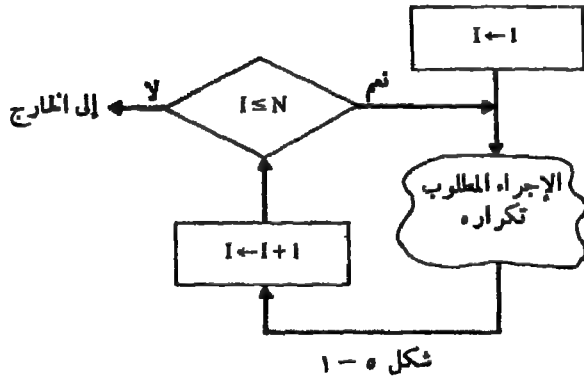 I←1
نعم
I ≤ N
لا
إلى الخارج
الإجراء المطلوب
تكراره
I←I+1
شكل ٥ – ١